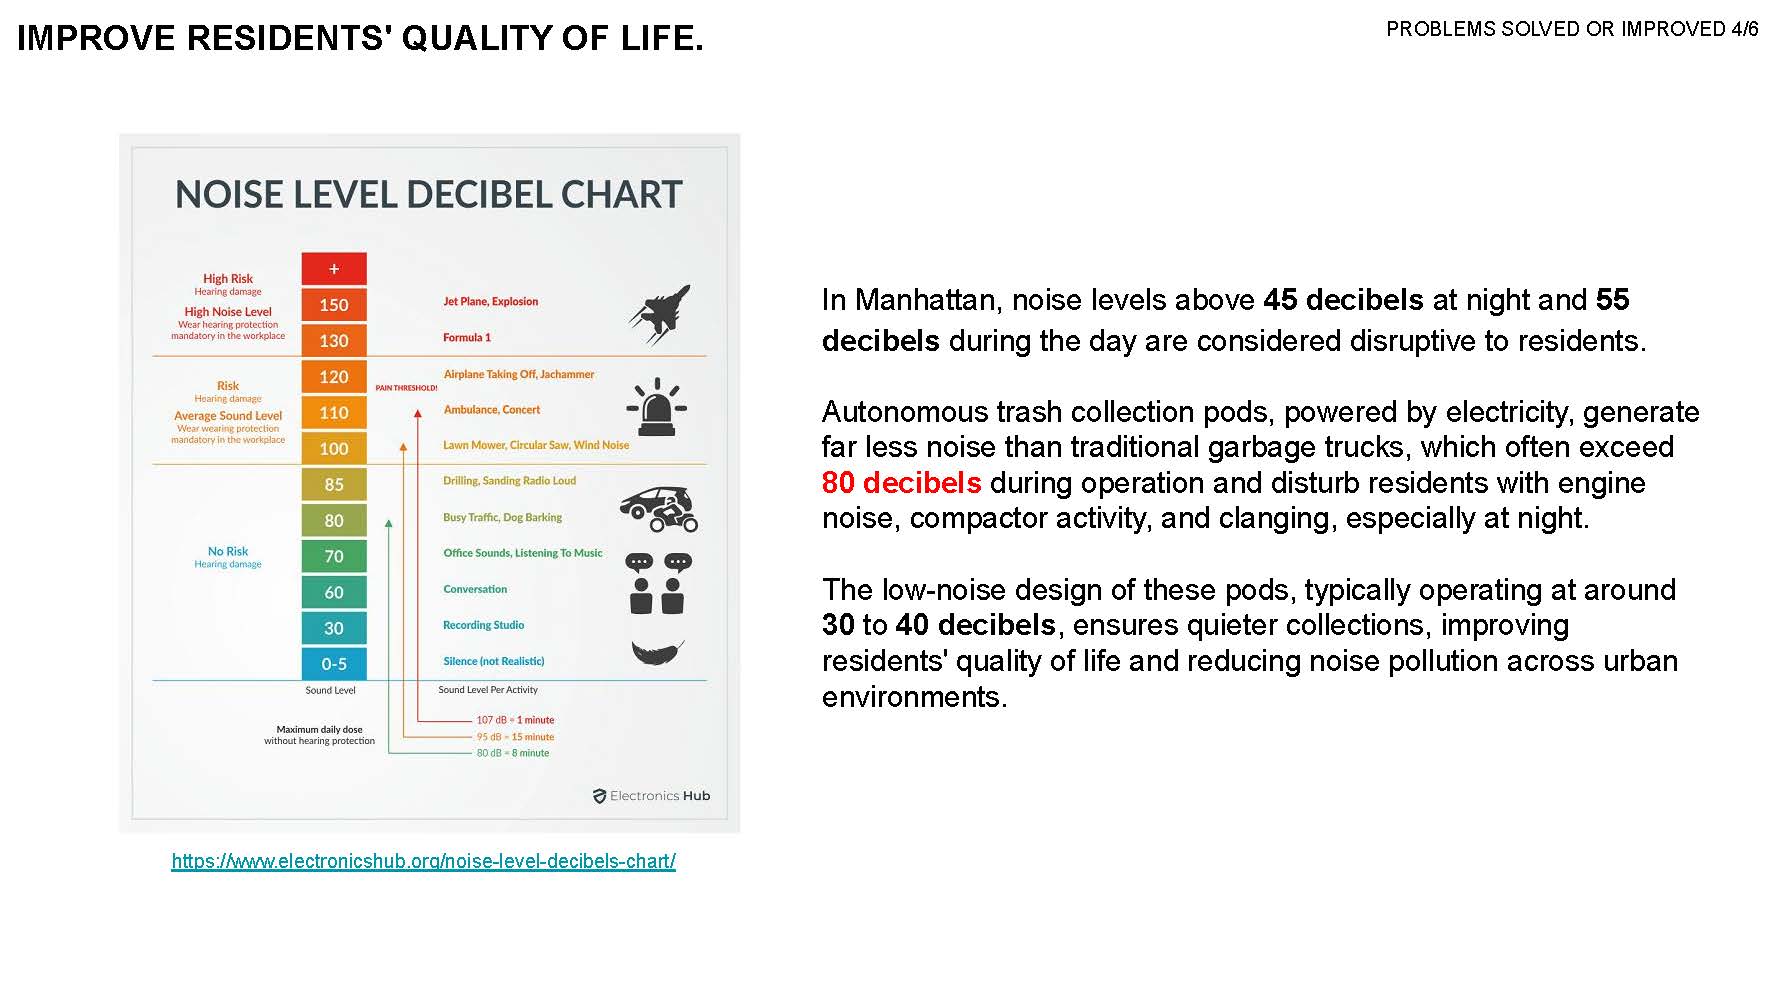 IMPROVE RESIDENTS' QUALITY OF LIFE.
PROBLEMS SOLVED OR IMPROVED 4/6
NOISE LEVEL DECIBEL CHART
High Risk
Hearing damage
High Noise Level
Wear hearing protection
mandatory in the workplace
+
150
Jet Plane, Explosion
130
Formula 1
Risk
Hearing damage
Average Sound Level
Wear wearing protection
mandatory in the workplace
120
PAIN THRESHOLD!
Airplane Taking Off, Jachammer
110
Ambulance, Concert
100
Lawn Mower, Circular Saw, Wind Noise
No Risk
Hearing damage
85
Drilling, Sanding Radio Loud
80
Busy Traffic, Dog Barking
70
Office Sounds, Listening To Music
60
Conversation
30
Recording Studio
0-5
Silence (not Realistic)
Sound Level
Sound Level Per Activity
Maximum daily dose
without hearing protection
107 dB = 1 minute
95 dB = 15 minute
80 dB = 8 minute
Electronics Hub
https://www.electronicshub.org/noise-level-decibels-chart/
In Manhattan, noise levels above 45 decibels at night and 55
decibels during the day are considered disruptive to residents.
Autonomous trash collection pods, powered by electricity, generate
far less noise than traditional garbage trucks, which often exceed
80 decibels during operation and disturb residents with engine
noise, compactor activity, and clanging, especially at night.
The low-noise design of these pods, typically operating at around
30 to 40 decibels, ensures quieter collections, improving
residents' quality of life and reducing noise pollution across urban
environments.